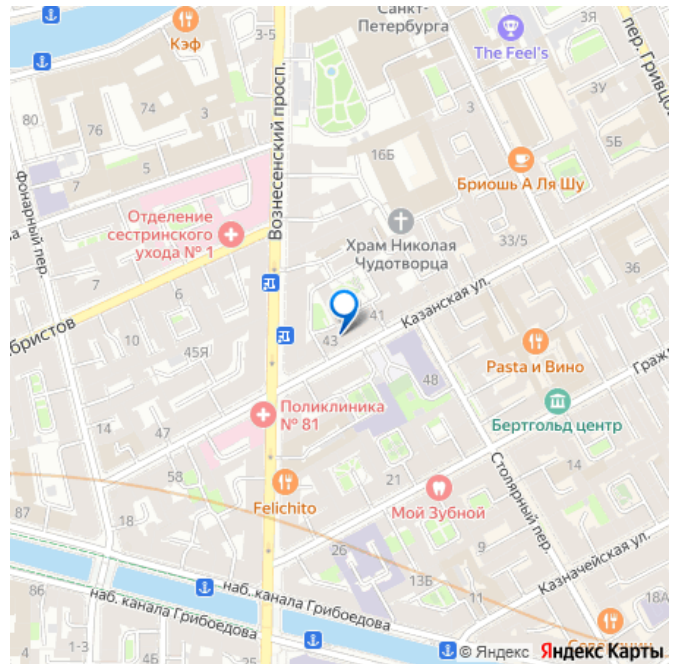 Санкт-
Петербурга
Кэф
3-5
The Feel's
3Я
пер. Гривцо
80
76
74
3
3У
5Б
Вознесенский просп.
16Б
Бриошь А Ля Шу
7
5
Фонарный пер.
Отделение
сестринского
ухода № 1
Храм Николая
Чудотворца
33/5
36
7
6
41
Казанская ул.
бристов
10
45Я
43
Pasta и Вино
Граж
48
Поликлиника
№ 81
Бертгольд центр
14
47
58
21
14
Felichito
Мой Зубной
Столярный пер.
87
18
26
9
Казначейская ул.
13Б
наб. канала Грибоедова
18А
86
наб. канала Грибоедова
1-3
4
11
© Яндекс
Яндекс Карты